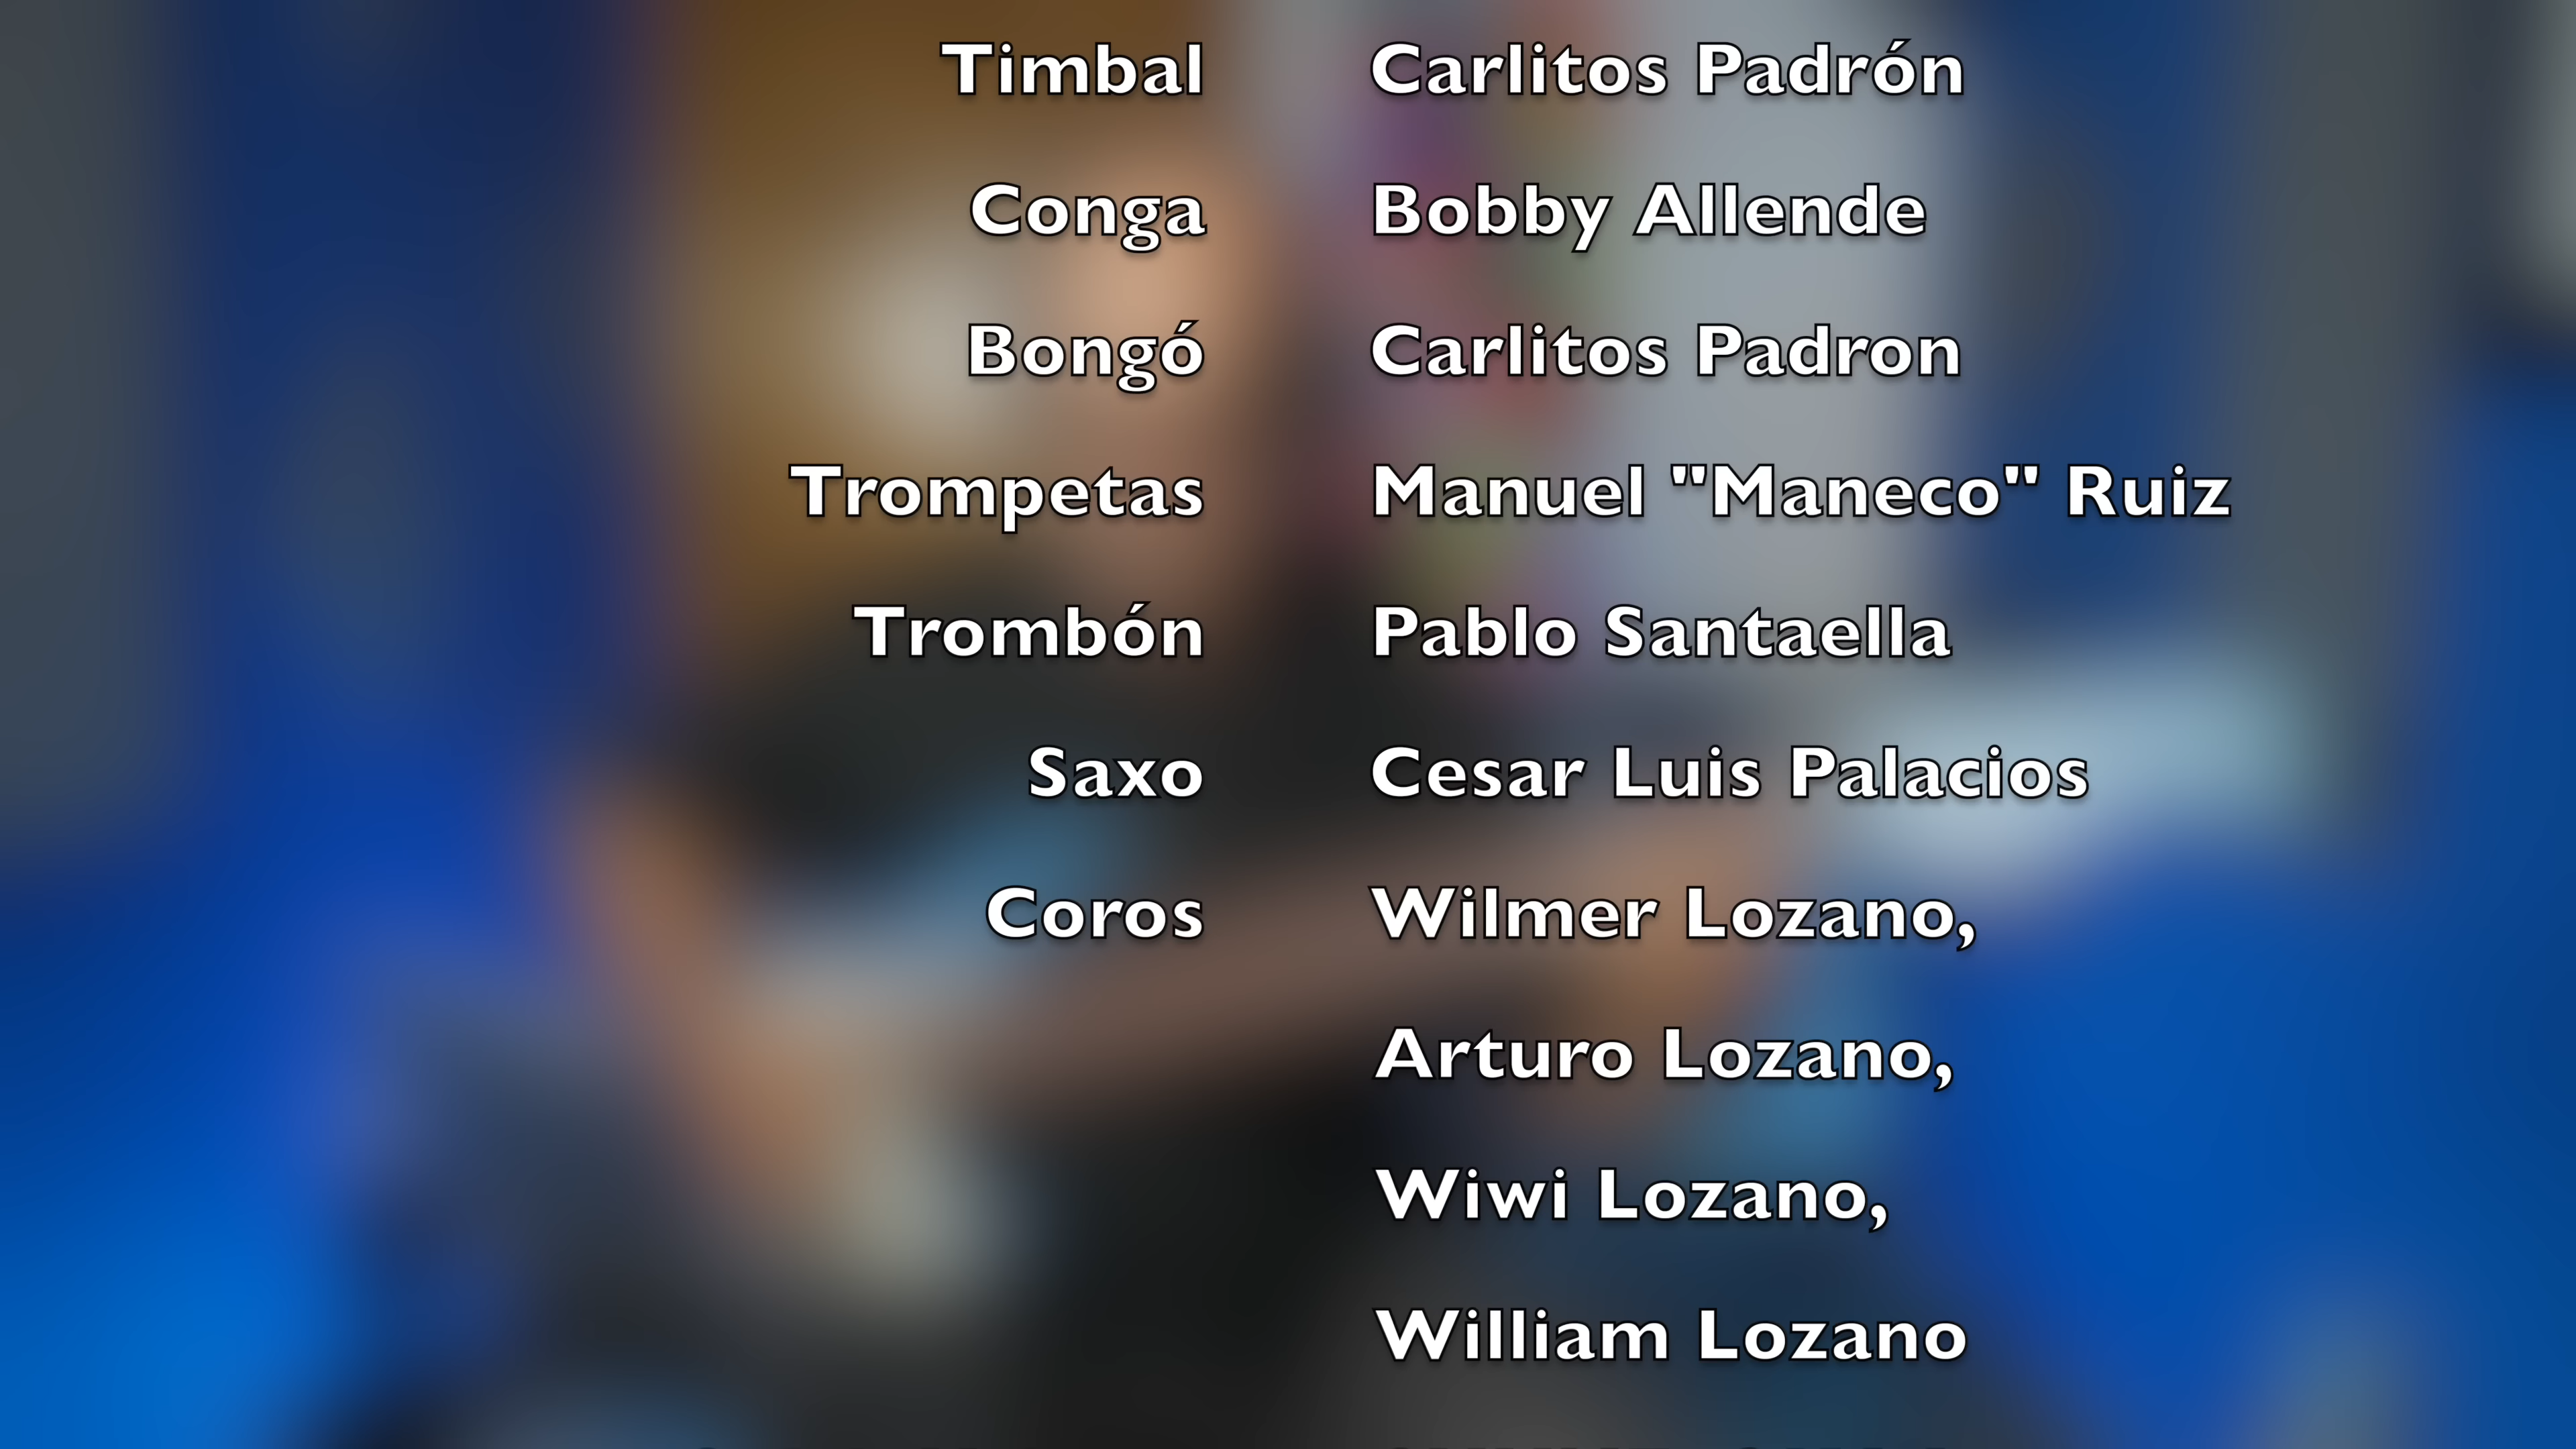 Timbal Carlitos Padrón
Conga Bobby Allende
Bongó Carlitos Padron
Trompetas Manuel "Maneco" Ruiz
Trombón Pablo Santaella
Saxo Cesar Luis Palacios
Coros Wilmer Lozano,
Arturo Lozano,
Wiwi Lozano,
William Lozano